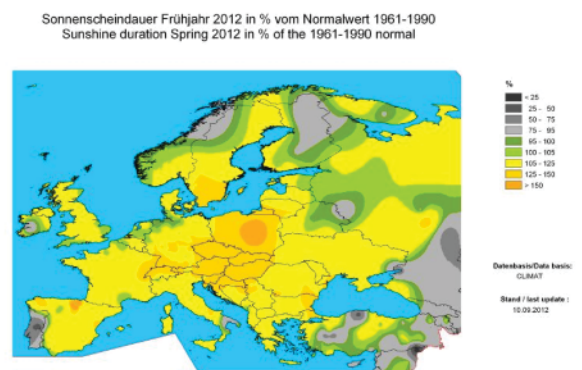 Sonnenscheindauer Frühjahr 2012 in % vom Normalwert 1961-1990
Sunshine duration Spring 2012 in % of the 1961-1990 normal
%
< 25
25 - 50
50 - 75
75 - 95
95 - 100
100 - 105
105 - 125
125 - 150
> 150
Datenbasis/Data basis:
CLIMAT
Stand / last update :
10.09.2012